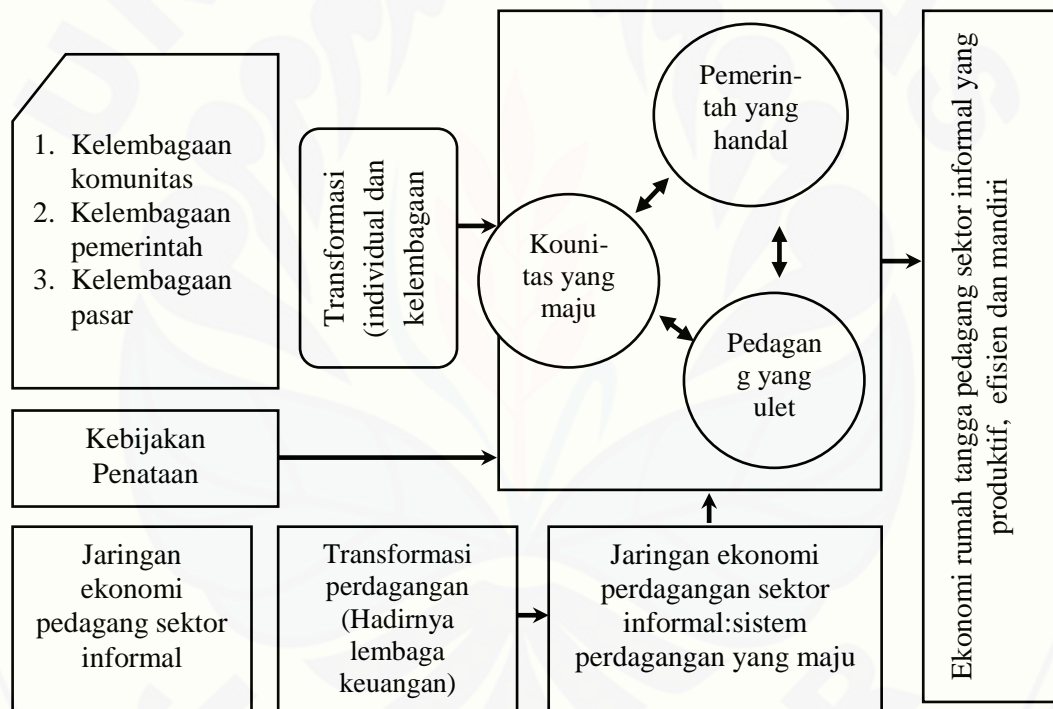 1. Kelembagaan
komunitas
2. Kelembagaan
pemerintah
3. Kelembagaan
pasar
Transformasi
(individual dan
kelembagaan
Pemerin-
tah yang
handal
Kouni-
tas yang
maju
Pedagan
g yang
ulet
Ekonomi rumah tangga pedagang sektor informal yang
produktif, efisien dan mandiri
Kebijakan
Penataan
Jaringan
ekonomi
pedagang sektor
informal
Transformasi
perdagangan
(Hadirnya
lembaga
keuangan)
Jaringan ekonomi
perdagangan sektor
informal:sistem
perdagangan yang maju